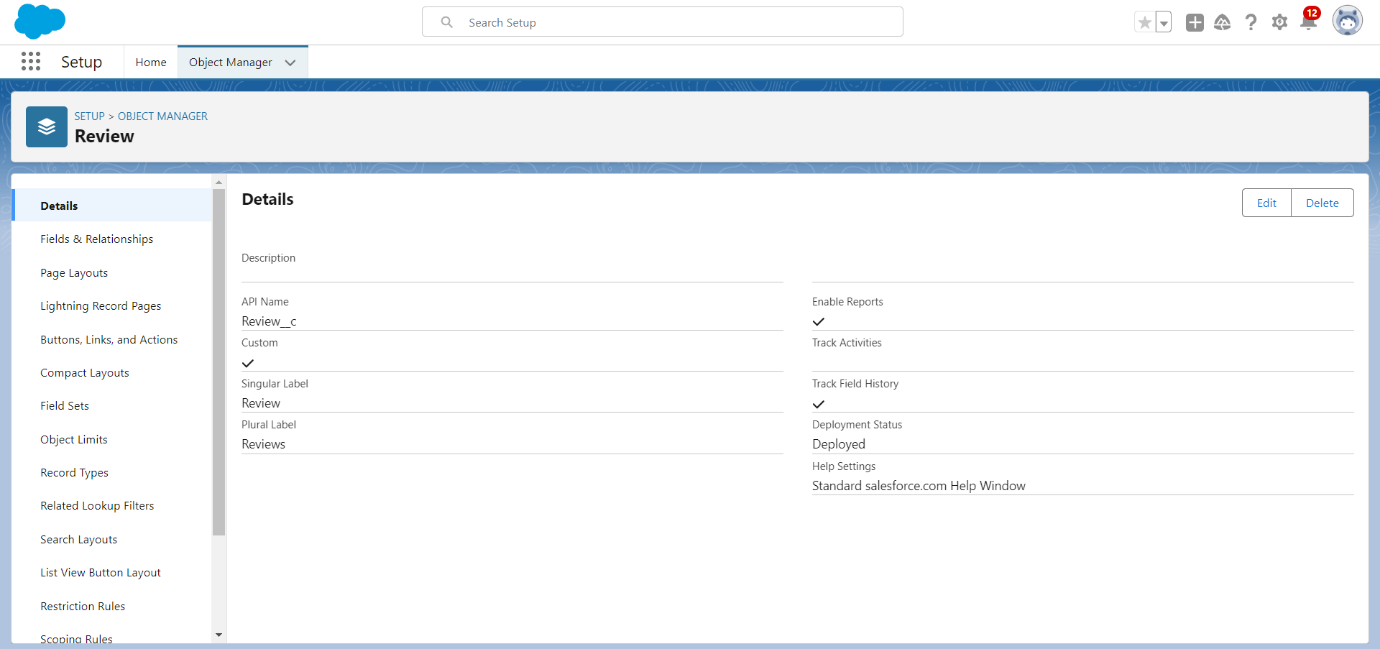 Search Setup
12
Setup
Home
Object Manager
SETUP > OBJECT MANAGER
Review
Details
Fields & Relationships
Page Layouts
Lightning Record Pages
Buttons, Links, and Actions
Compact Layouts
Field Sets
Object Limits
Record Types
Related Lookup Filters
Search Layouts
List View Button Layout
Restriction Rules
Scoping Rules
Details
Edit
Delete
Description
API Name
Review__c
Custom
Singular Label
Review
Plural Label
Reviews
Enable Reports
Track Activities
Track Field History
Deployment Status
Deployed
Help Settings
Standard salesforce.com Help Window